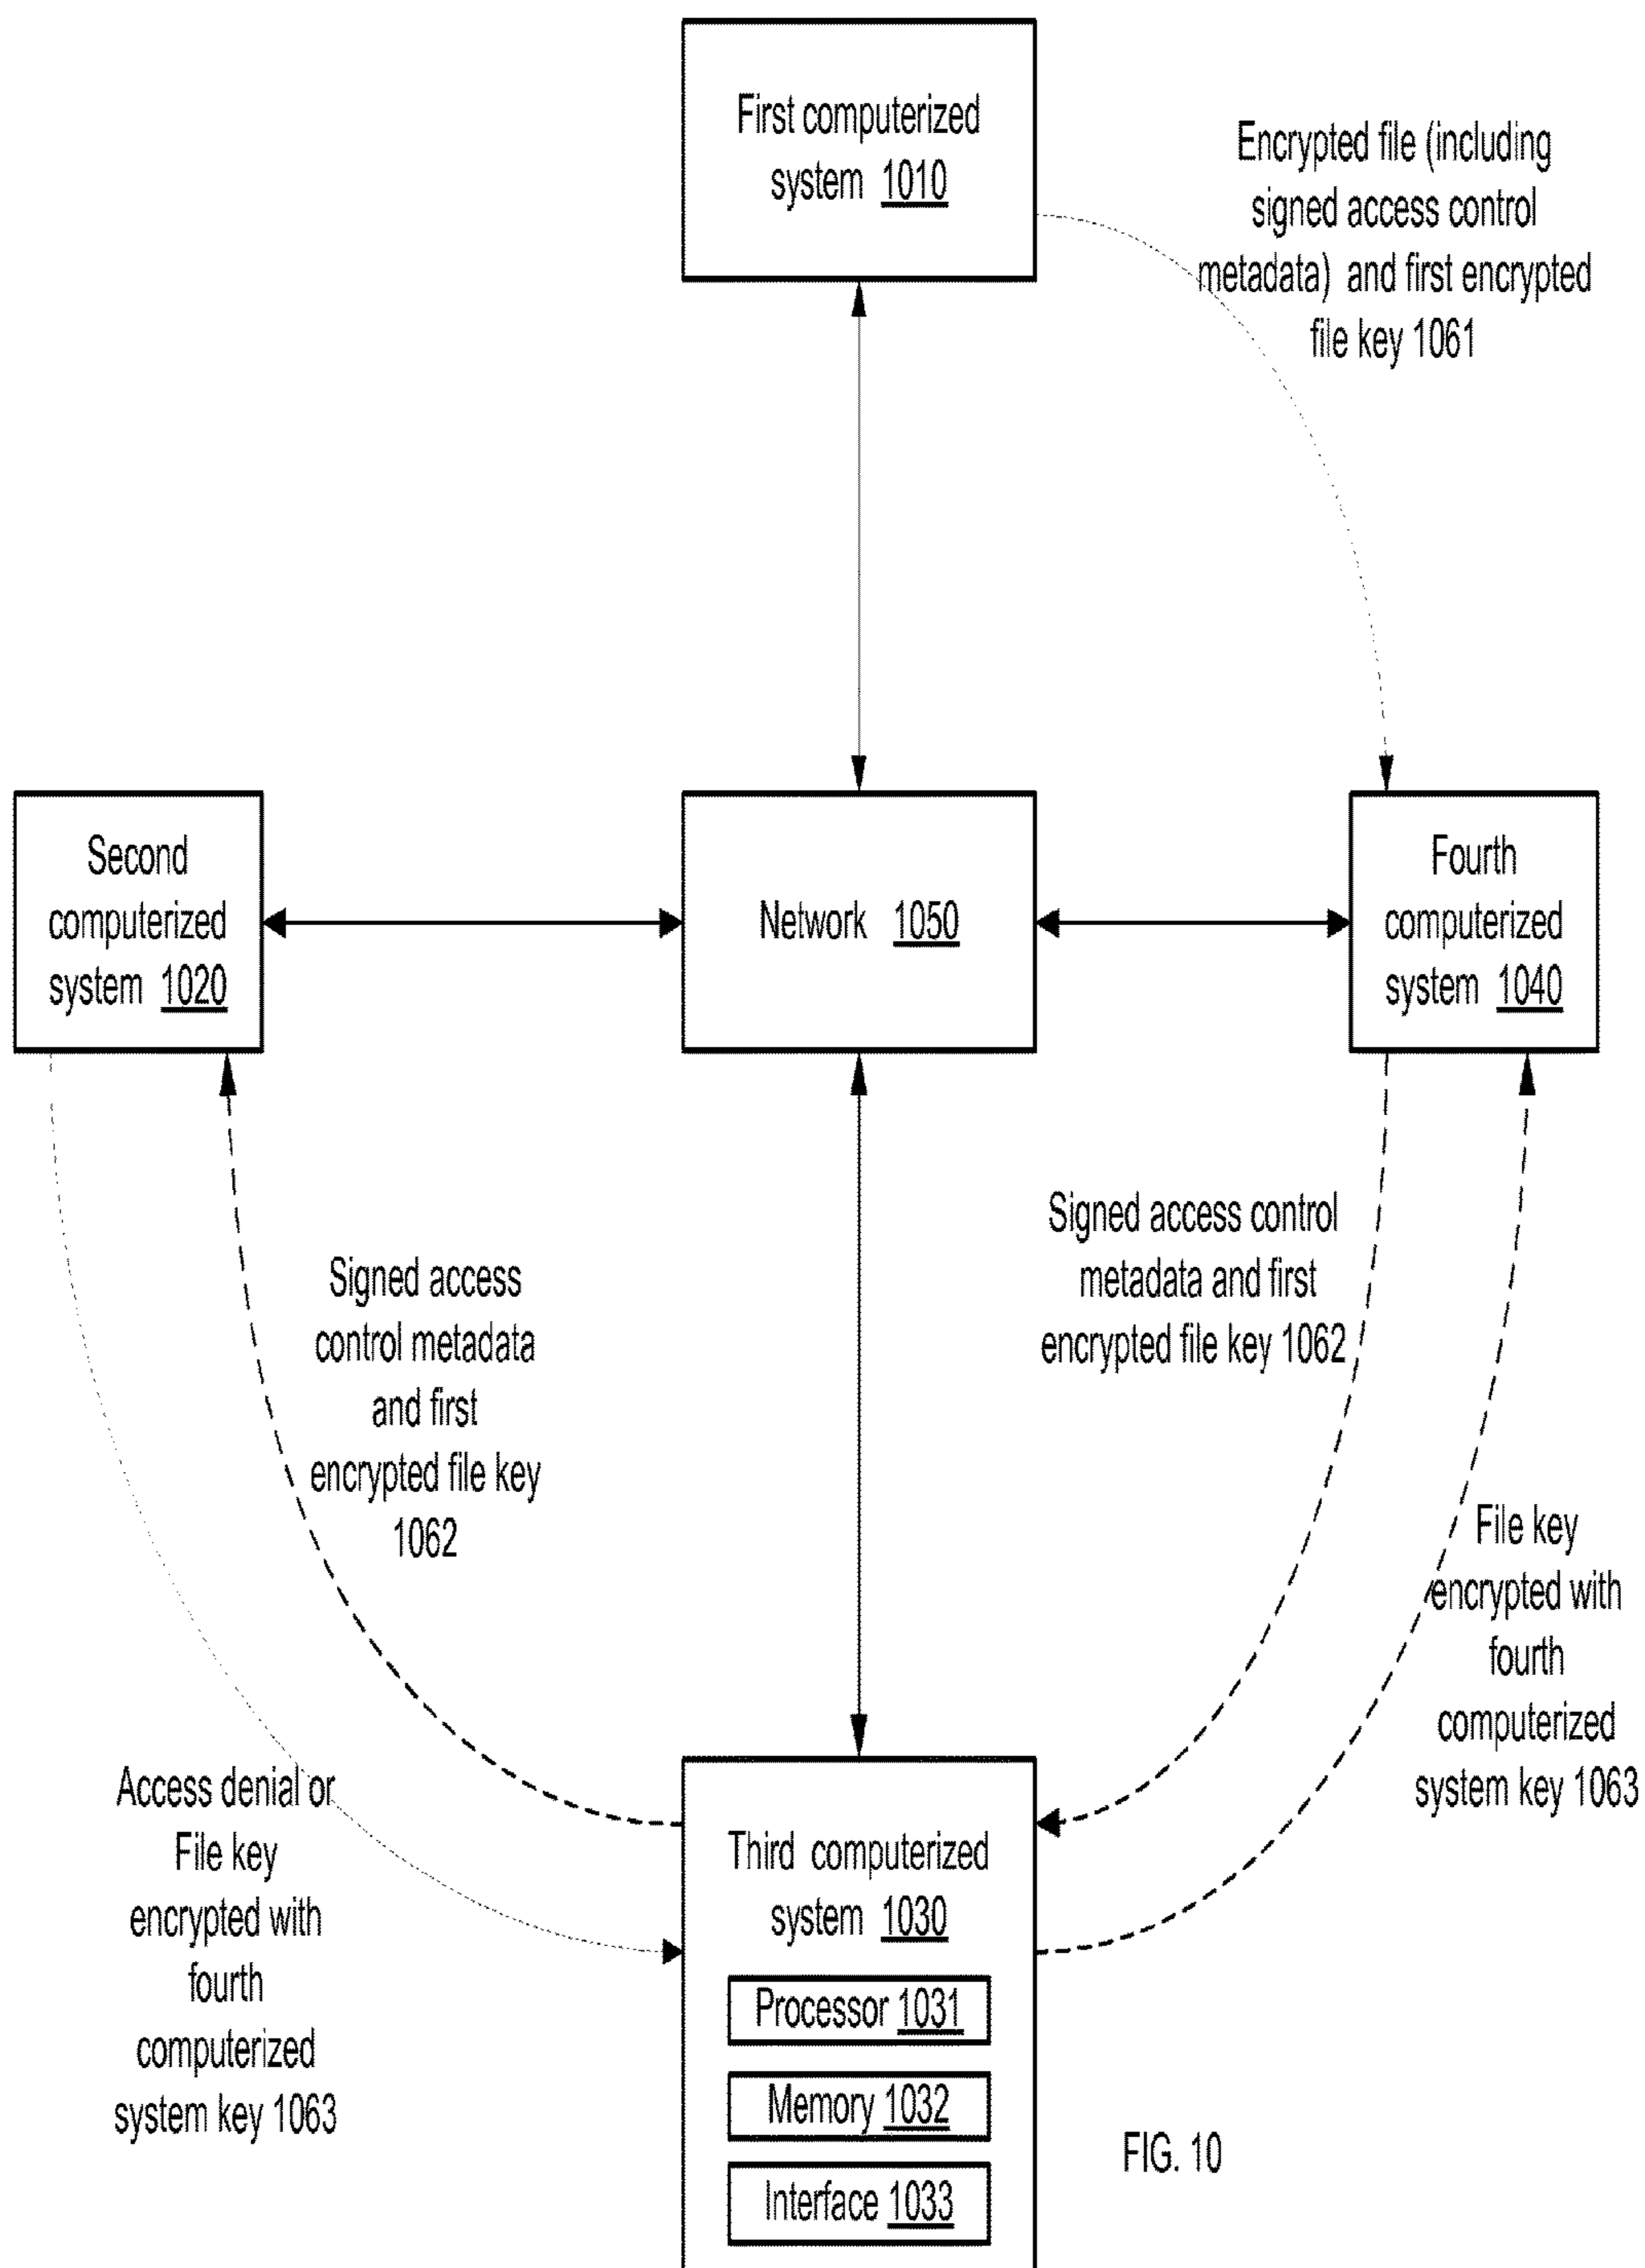 First computerized
system 1010
Encrypted file (including
signed access control
metadata) and first encrypted
file key 1061
Second
computerized
system 1020
Network 1050
Fourth
computerized
system 1040
Signed access
control metadata
and first
encrypted file key
1062
Signed access control
metadata and first
encrypted file key 1062
File key
encrypted with
fourth
computerized
system key 1063
Access denial or
File key
encrypted with
fourth
computerized
system key 1063
Third computerized
system 1030
Processor 1031
Memory 1032
Interface 1033
FIG. 10